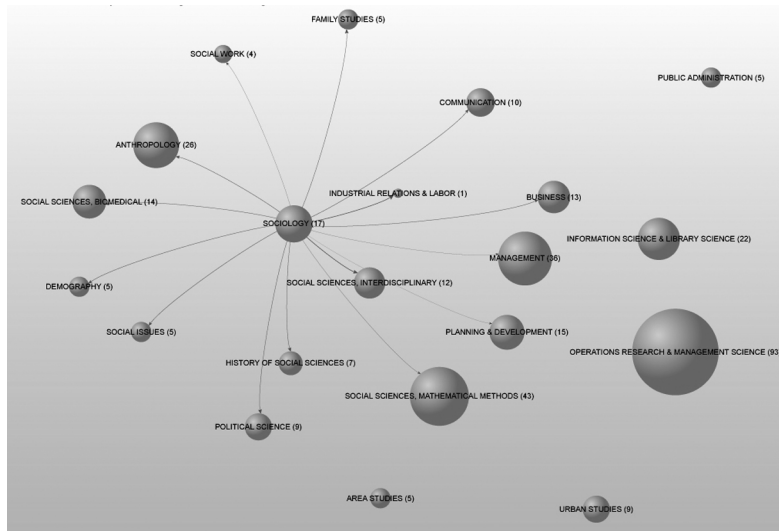 FAMILY STUDIES (5)
SOCIAL WORK (4)
PUBLIC ADMINISTRATION (5)
COMMUNICATION (10)
ANTHROPOLOGY (26)
INDUSTRIAL RELATIONS & LABOR (1)
BUSINESS (13)
SOCIAL SCIENCES, BIOMEDICAL (14)
SOCIOLOGY (17)
INFORMATION SCIENCE & LIBRARY SCIENCE (22)
MANAGEMENT (36)
DEMOGRAPHY (5)
SOCIAL SCIENCES, INTERDISCIPLINARY (12)
SOCIAL ISSUES (5)
PLANNING & DEVELOPMENT (15)
OPERATIONS RESEARCH & MANAGEMENT SCIENCE (93
HISTORY OF SOCIAL SCIENCES (7)
SOCIAL SCIENCES, MATHEMATICAL METHODS (43)
POLITICAL SCIENCE (9)
AREA STUDIES (5)
URBAN STUDIES (9)